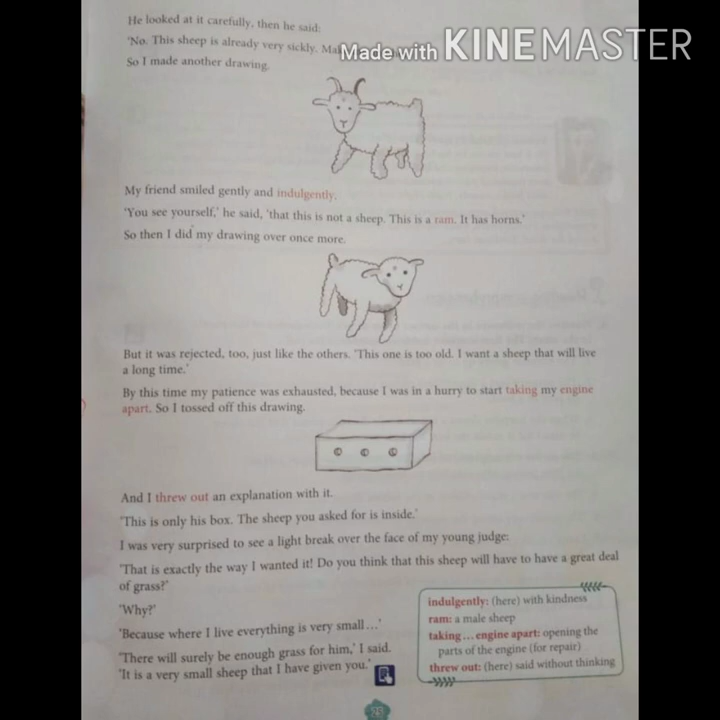 He looked at it carefully, then he said:
'No. This sheep is already very sickly.
Made with KINEMASTER
So I made another drawing.
My friend smiled gently and indulgently.
'You see yourself,' he said, 'that this is not a sheep. This is a ram. It has horns.'
So then I did my drawing over once more.
But it was rejected, too, just like the others. 'This one is too old. I want a sheep that will live
a long time.'
By this time my patience was exhausted, because I was in a hurry to start taking my engine
apart. So I tossed off this drawing.
And I threw out an explanation with it.
'This is only his box. The sheep you asked for is inside.'
I was very surprised to see a light break over the face of my young judge:
'That is exactly the way I wanted it! Do you think that this sheep will have to have a great deal
of grass?'
'Why?'
'Because where I live everything is very small...'
'There will surely be enough grass for him,' I said.
'It is a very small sheep that I have given you.'
indulgently: (here) with kindness
ram: a male sheep
taking ... engine apart: opening the
parts of the engine (for repair)
threw out: (here) said without thinking